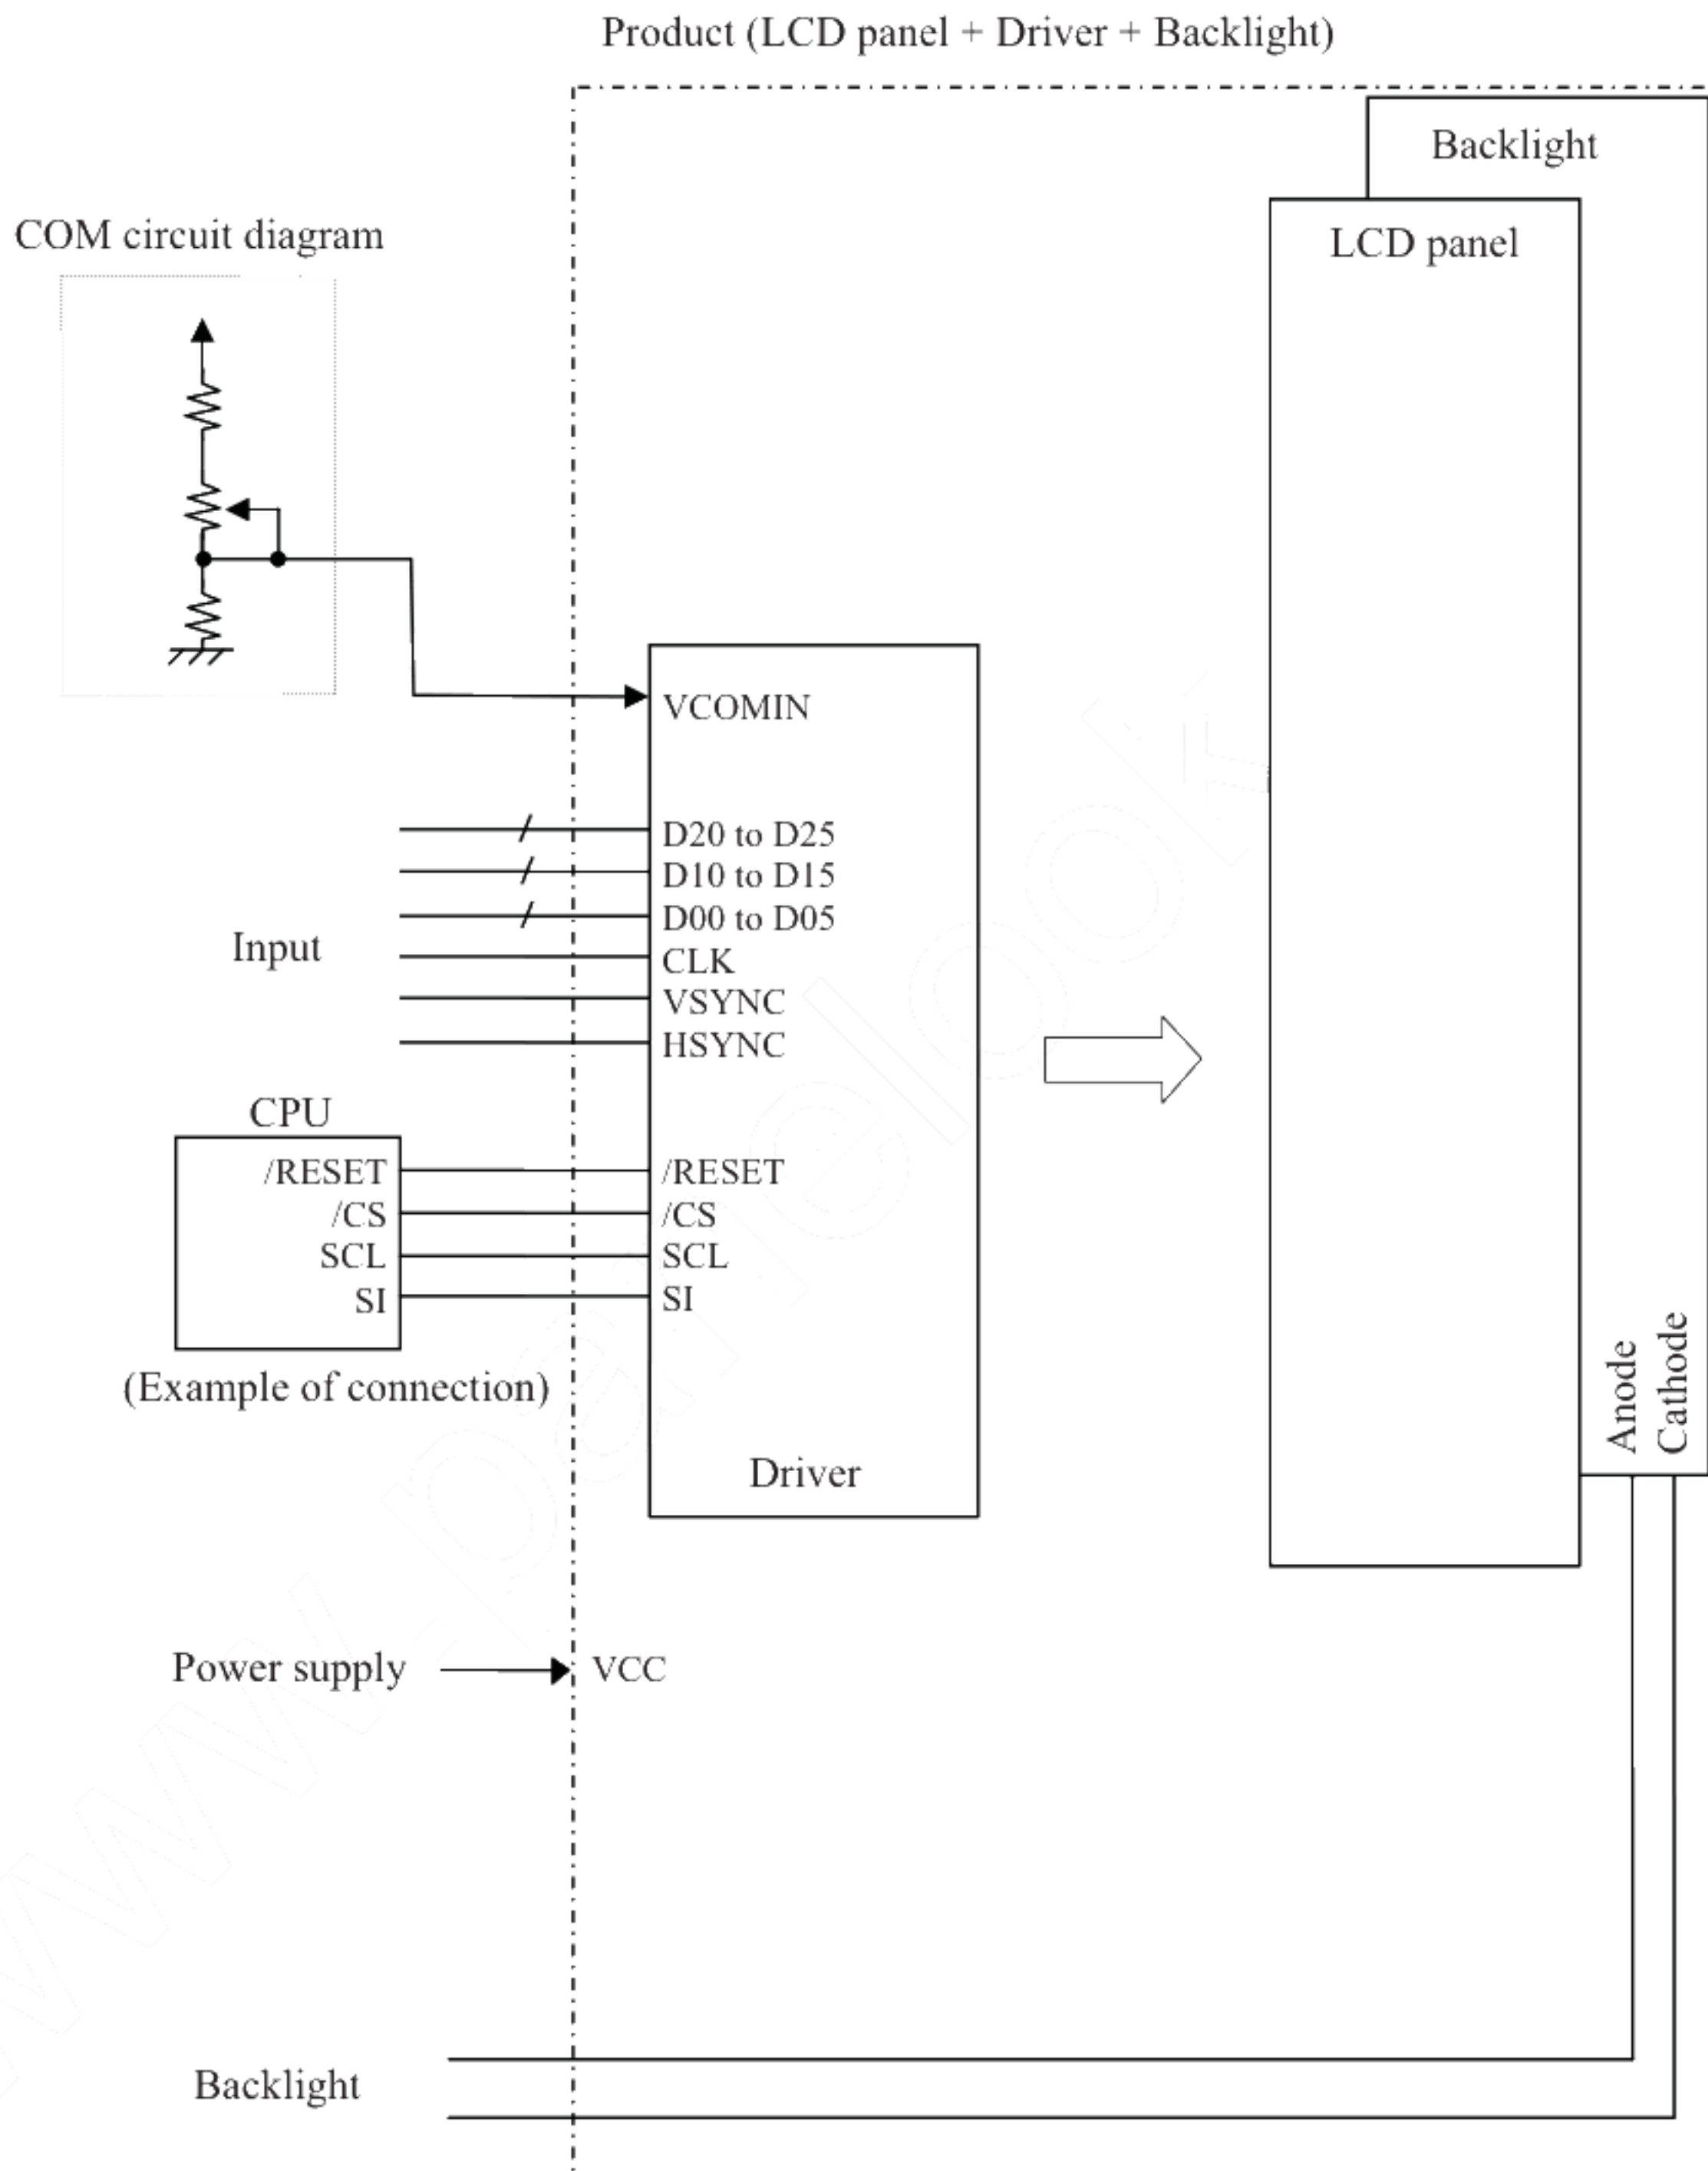 Product (LCD panel + Driver + Backlight)
Backlight
LCD panel
COM circuit diagram
VCOMIN
D20 to D25
D10 to D15
D00 to D05
Input
CLK
VSYNC
HSYNC
CPU
/RESET
/RESET
/CS
/CS
SCL
SCL
SI
SI
(Example of connection)
Anode
Cathode
Driver
Power supply
VCC
Backlight